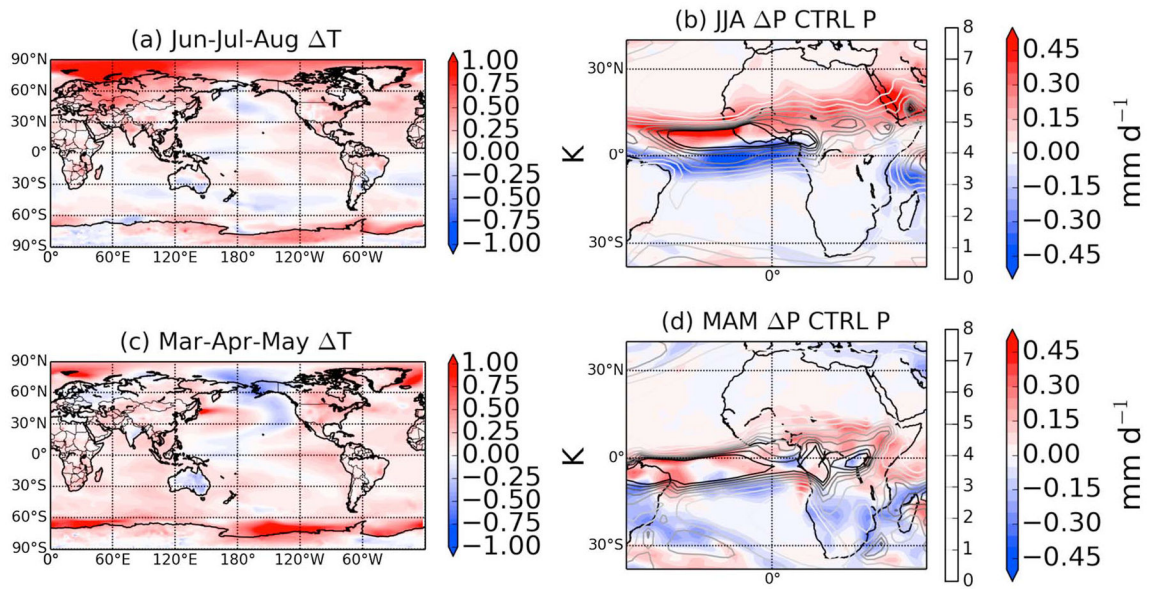 (a) Jun-Jul-Aug ΔT
90°N
60°N
30°N
0°
30°S
60°S
90°S
0° 60°E 120°E 180° 120°W 60°W
1.00
0.75
0.50
0.25
0.00
−0.25
−0.50
−0.75
−1.00
K
(b) JJA ΔP CTRL P
30°N
0°
30°S
0°
8
7
6
5
4
3
2
1
0
0.45
0.30
0.15
0.00
−0.15
−0.30
−0.45
mm d⁻¹
(c) Mar-Apr-May ΔT
90°N
60°N
30°N
0°
30°S
60°S
90°S
0° 60°E 120°E 180° 120°W 60°W
1.00
0.75
0.50
0.25
0.00
−0.25
−0.50
−0.75
−1.00
K
(d) MAM ΔP CTRL P
30°N
0°
30°S
0°
8
7
6
5
4
3
2
1
0
0.45
0.30
0.15
0.00
−0.15
−0.30
−0.45
mm d⁻¹